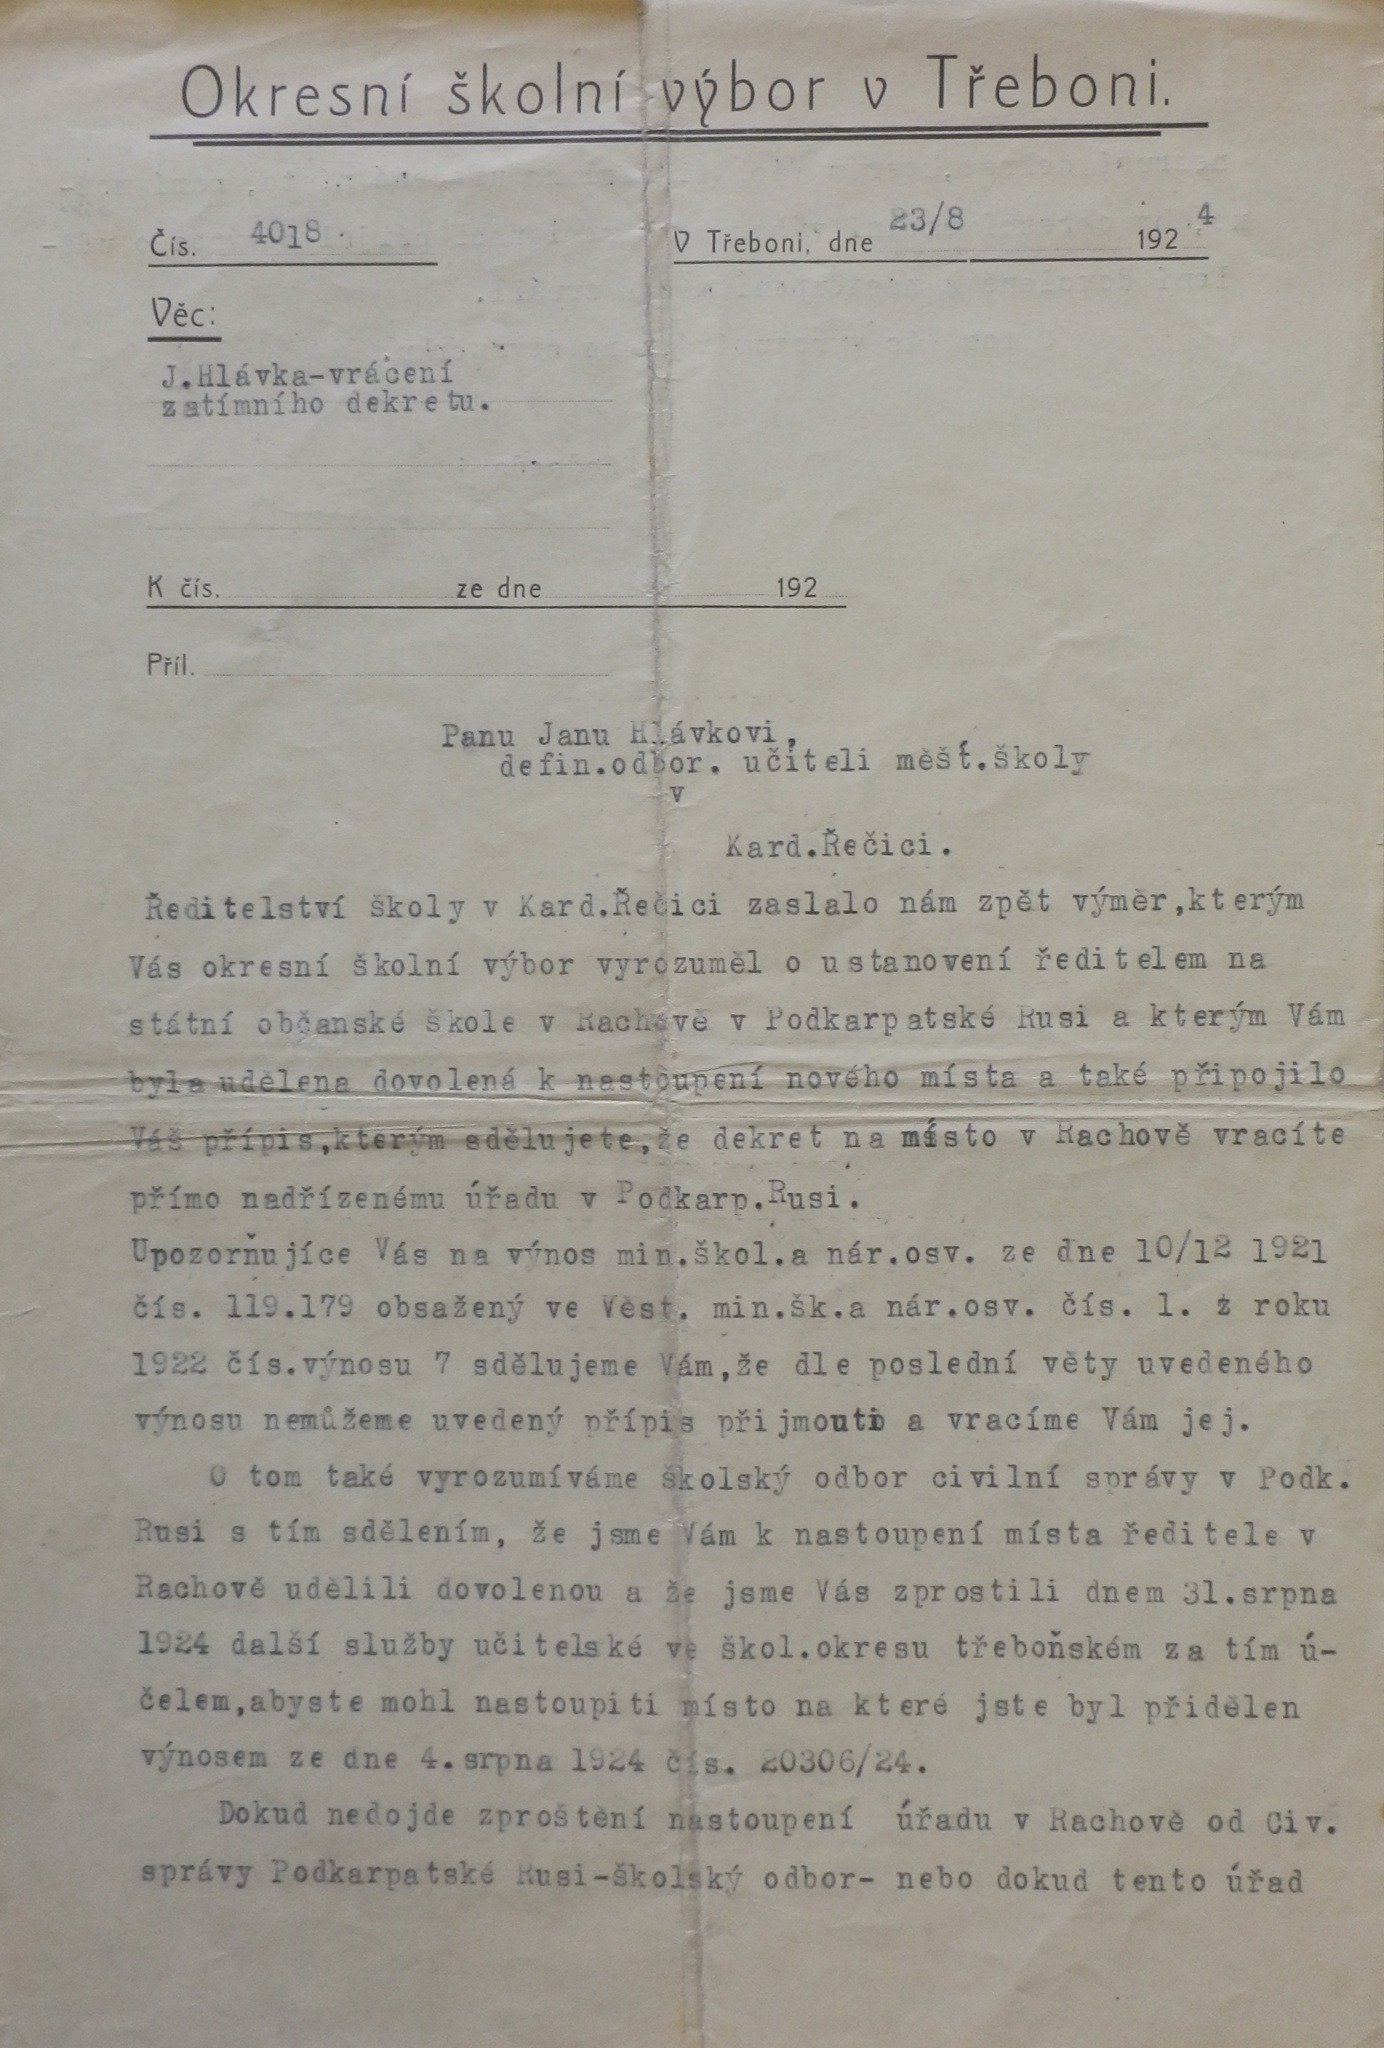 Okresní školní výbor v Třeboni.
Čís. 4018 V Třeboni, dne 23/8 1924
Věc:
J.Hlávka-vrácení
zatímního dekretu.
K čís. ze dne 192
Příl.
Panu Janu Hlávkovi,
defin.odbor. učiteli měšť.školy
v
Kard.Řečici.
Ředitelství školy v Kard.Řečici zaslalo nám zpět výměr,kterým
Vás okresní školní výbor vyrozuměl o ustanovení ředitelem na
státní občanské škole v Rachově v Podkarpatské Rusi a kterým Vám
byla udělena dovolená k nastoupení nového místa a také připojilo
Váš přípis,kterým sdělujete,že dekret na místo v Rachově vracíte
přímo nadřízenému úřadu v Podkarp.Rusi.
Upozorňujíce Vás na výnos min.škol.a nár.osv. ze dne 10/12 1921
čís. 119.179 obsažený ve Věst. min.šk.a nár.osv. čís. 1. z roku
1922 čís.výnosu 7 sdělujeme Vám,že dle poslední věty uvedeného
výnosu nemůžeme uvedený přípis přijmouti a vracíme Vám jej.
O tom také vyrozumíváme školský odbor civilní správy v Podk.
Rusi s tím sdělením, že jsme Vám k nastoupení místa ředitele v
Rachově udělili dovolenou a že jsme Vás zprostili dnem 31.srpna
1924 další služby učitelské ve škol.okresu třeboňském za tím ú-
čelem,abyste mohl nastoupiti místo na které jste byl přidělen
výnosem ze dne 4.srpna 1924 čís. 20306/24.
Dokud nedojde zproštění nastoupení úřadu v Rachově od Civ.
správy Podkarpatské Rusi-školský odbor- nebo dokud tento úřad